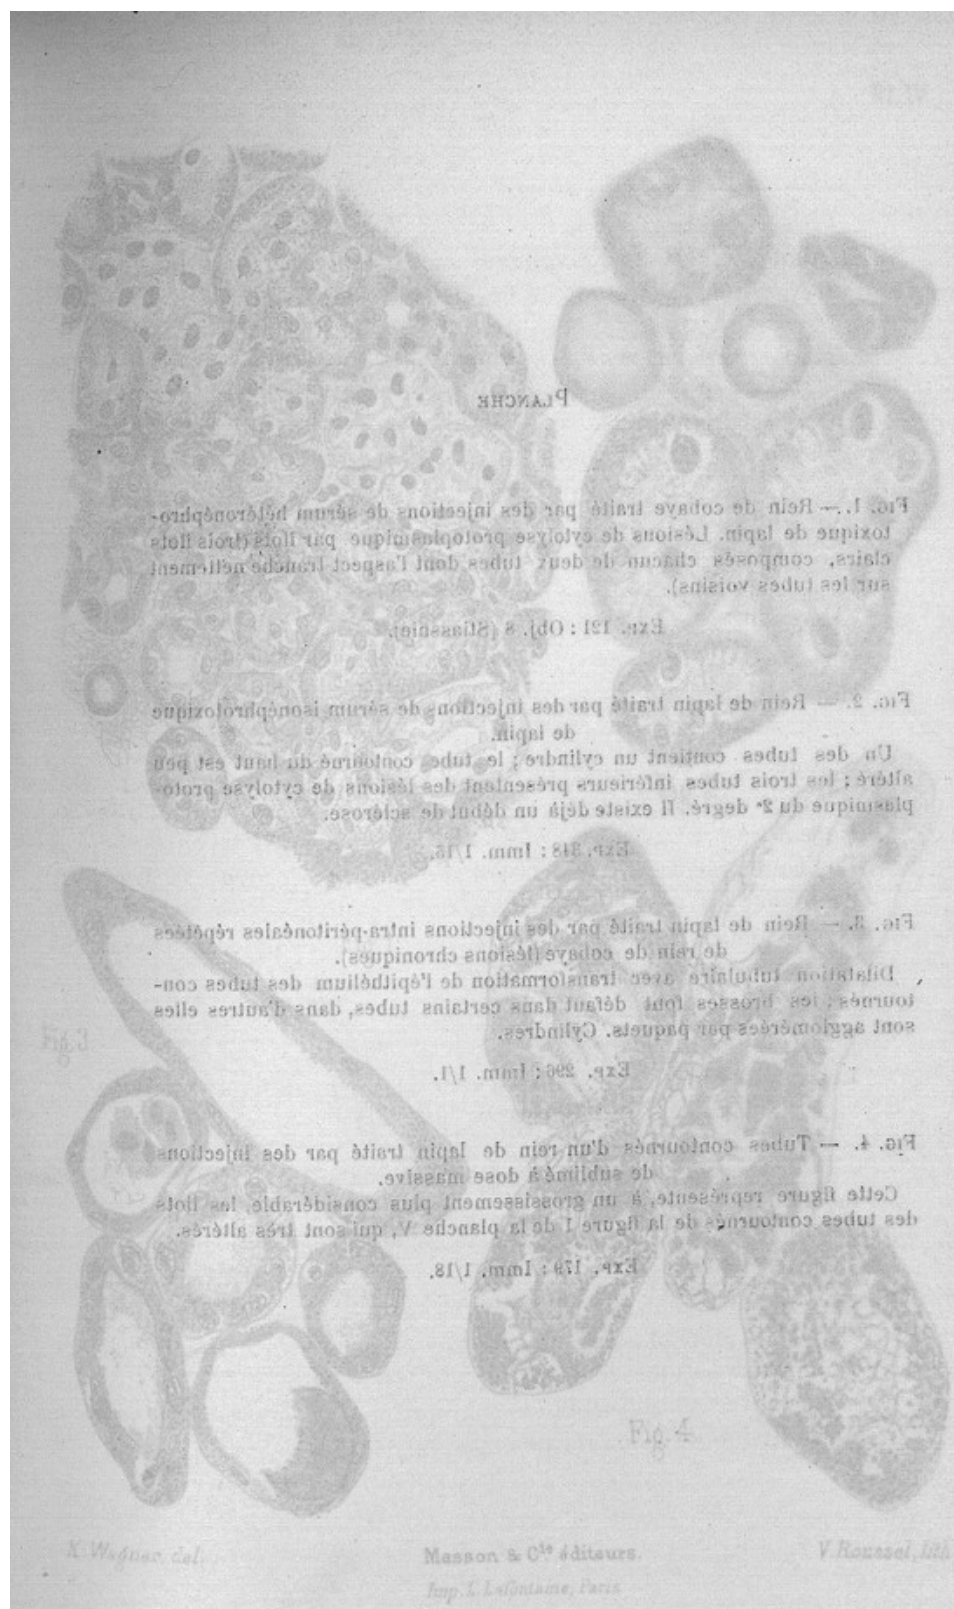 PLANCHE
FIG. 1. — Rein de cobaye traité par des injections de sérum hétéronéphro-
toxique de lapin. Lésions de cytolyse protoplasmique par îlots (trois îlots
clairs, composés chacun de deux tubes dont l'aspect tranche nettement
sur les tubes voisins).
EXP. 121 : Obj. 8 (Stiassnie).
FIG. 2. — Rein de lapin traité par des injections de sérum isonéphrotoxique
de lapin.
Un des tubes contient un cylindre ; le tube contourné du haut est peu
altéré ; les trois tubes inférieurs présentent des lésions de cytolyse proto-
plasmique du 2e degré. Il existe déjà un début de sclérose.
EXP. 348 : Imm. 1/15.
FIG. 3. — Rein de lapin traité par des injections intra-péritonéales répétées
de rein de cobaye (lésions chroniques).
Dilatation tubulaire avec transformation de l'épithélium des tubes con-
tournés ; les brosses font défaut dans certains tubes, dans d'autres elles
sont agglomérées par paquets. Cylindres.
EXP. 296 : Imm. 1/1.
Fig. 3
FIG. 4. — Tubes contournés d'un rein de lapin traité par des injections
de sublimé à dose massive.
Cette figure représente, à un grossissement plus considérable, les îlots
des tubes contournés de la figure 1 de la planche V, qui sont très altérés.
EXP. 179 : Imm. 1/18.
Fig. 4
K. Wagner, del.
Masson & Cie éditeurs.
V. Roussel, lith
Imp. L. Lafontaine, Paris